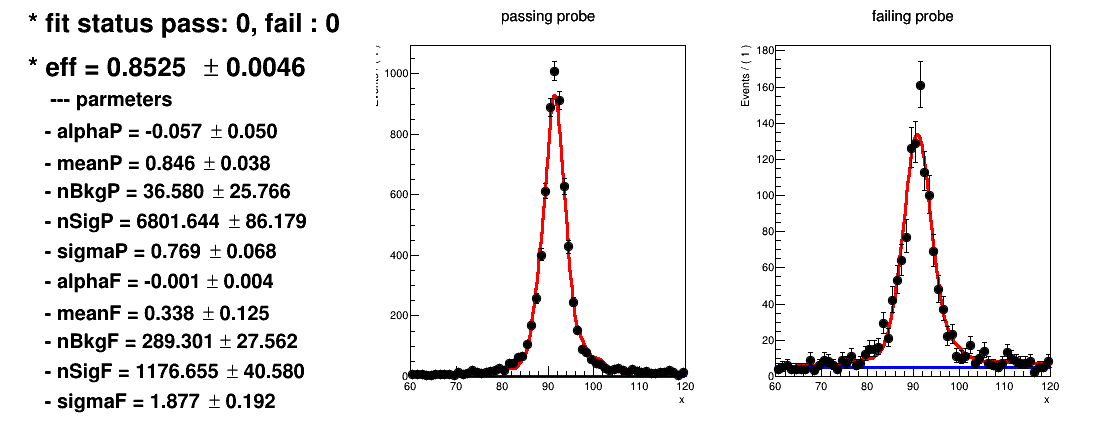 * fit status pass: 0, fail : 0
* eff = 0.8525 ± 0.0046
--- parmeters
- alphaP = -0.057 ± 0.050
- meanP = 0.846 ± 0.038
- nBkgP = 36.580 ± 25.766
- nSigP = 6801.644 ± 86.179
- sigmaP = 0.769 ± 0.068
- alphaF = -0.001 ± 0.004
- meanF = 0.338 ± 0.125
- nBkgF = 289.301 ± 27.562
- nSigF = 1176.655 ± 40.580
- sigmaF = 1.877 ± 0.192
passing probe
1000
800
600
400
200
0
60 70 80 90 100 110 120
x
failing probe
Events / ( 1 )
180
160
140
120
100
80
60
40
20
0
60 70 80 90 100 110 120
x